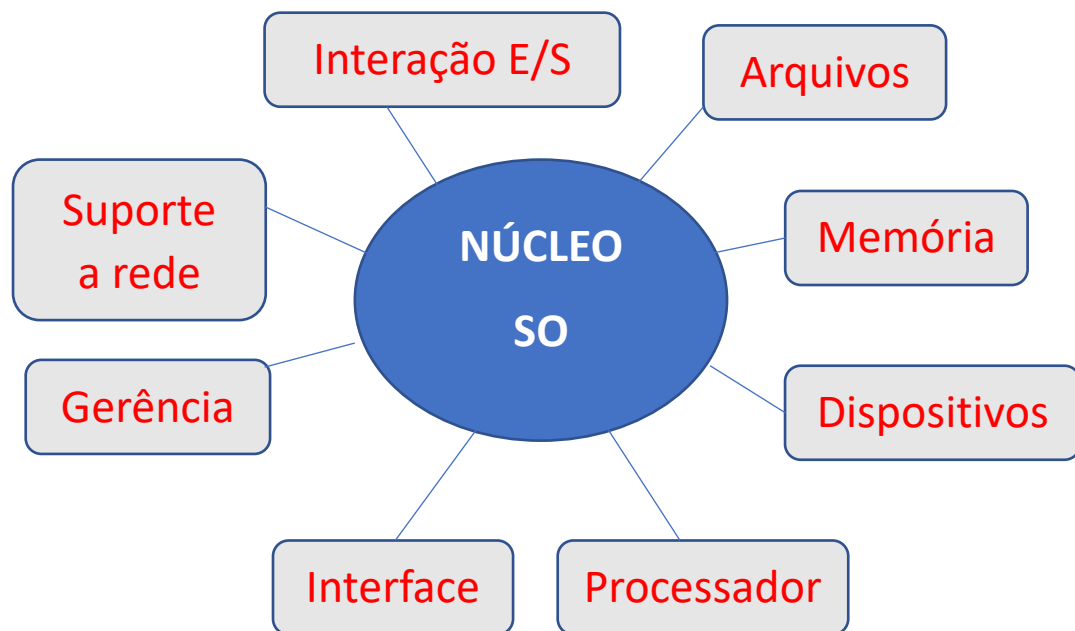 Interação E/S
Arquivos
Suporte
a rede
NÚCLEO
SO
Memória
Gerência
Dispositivos
Interface
Processador